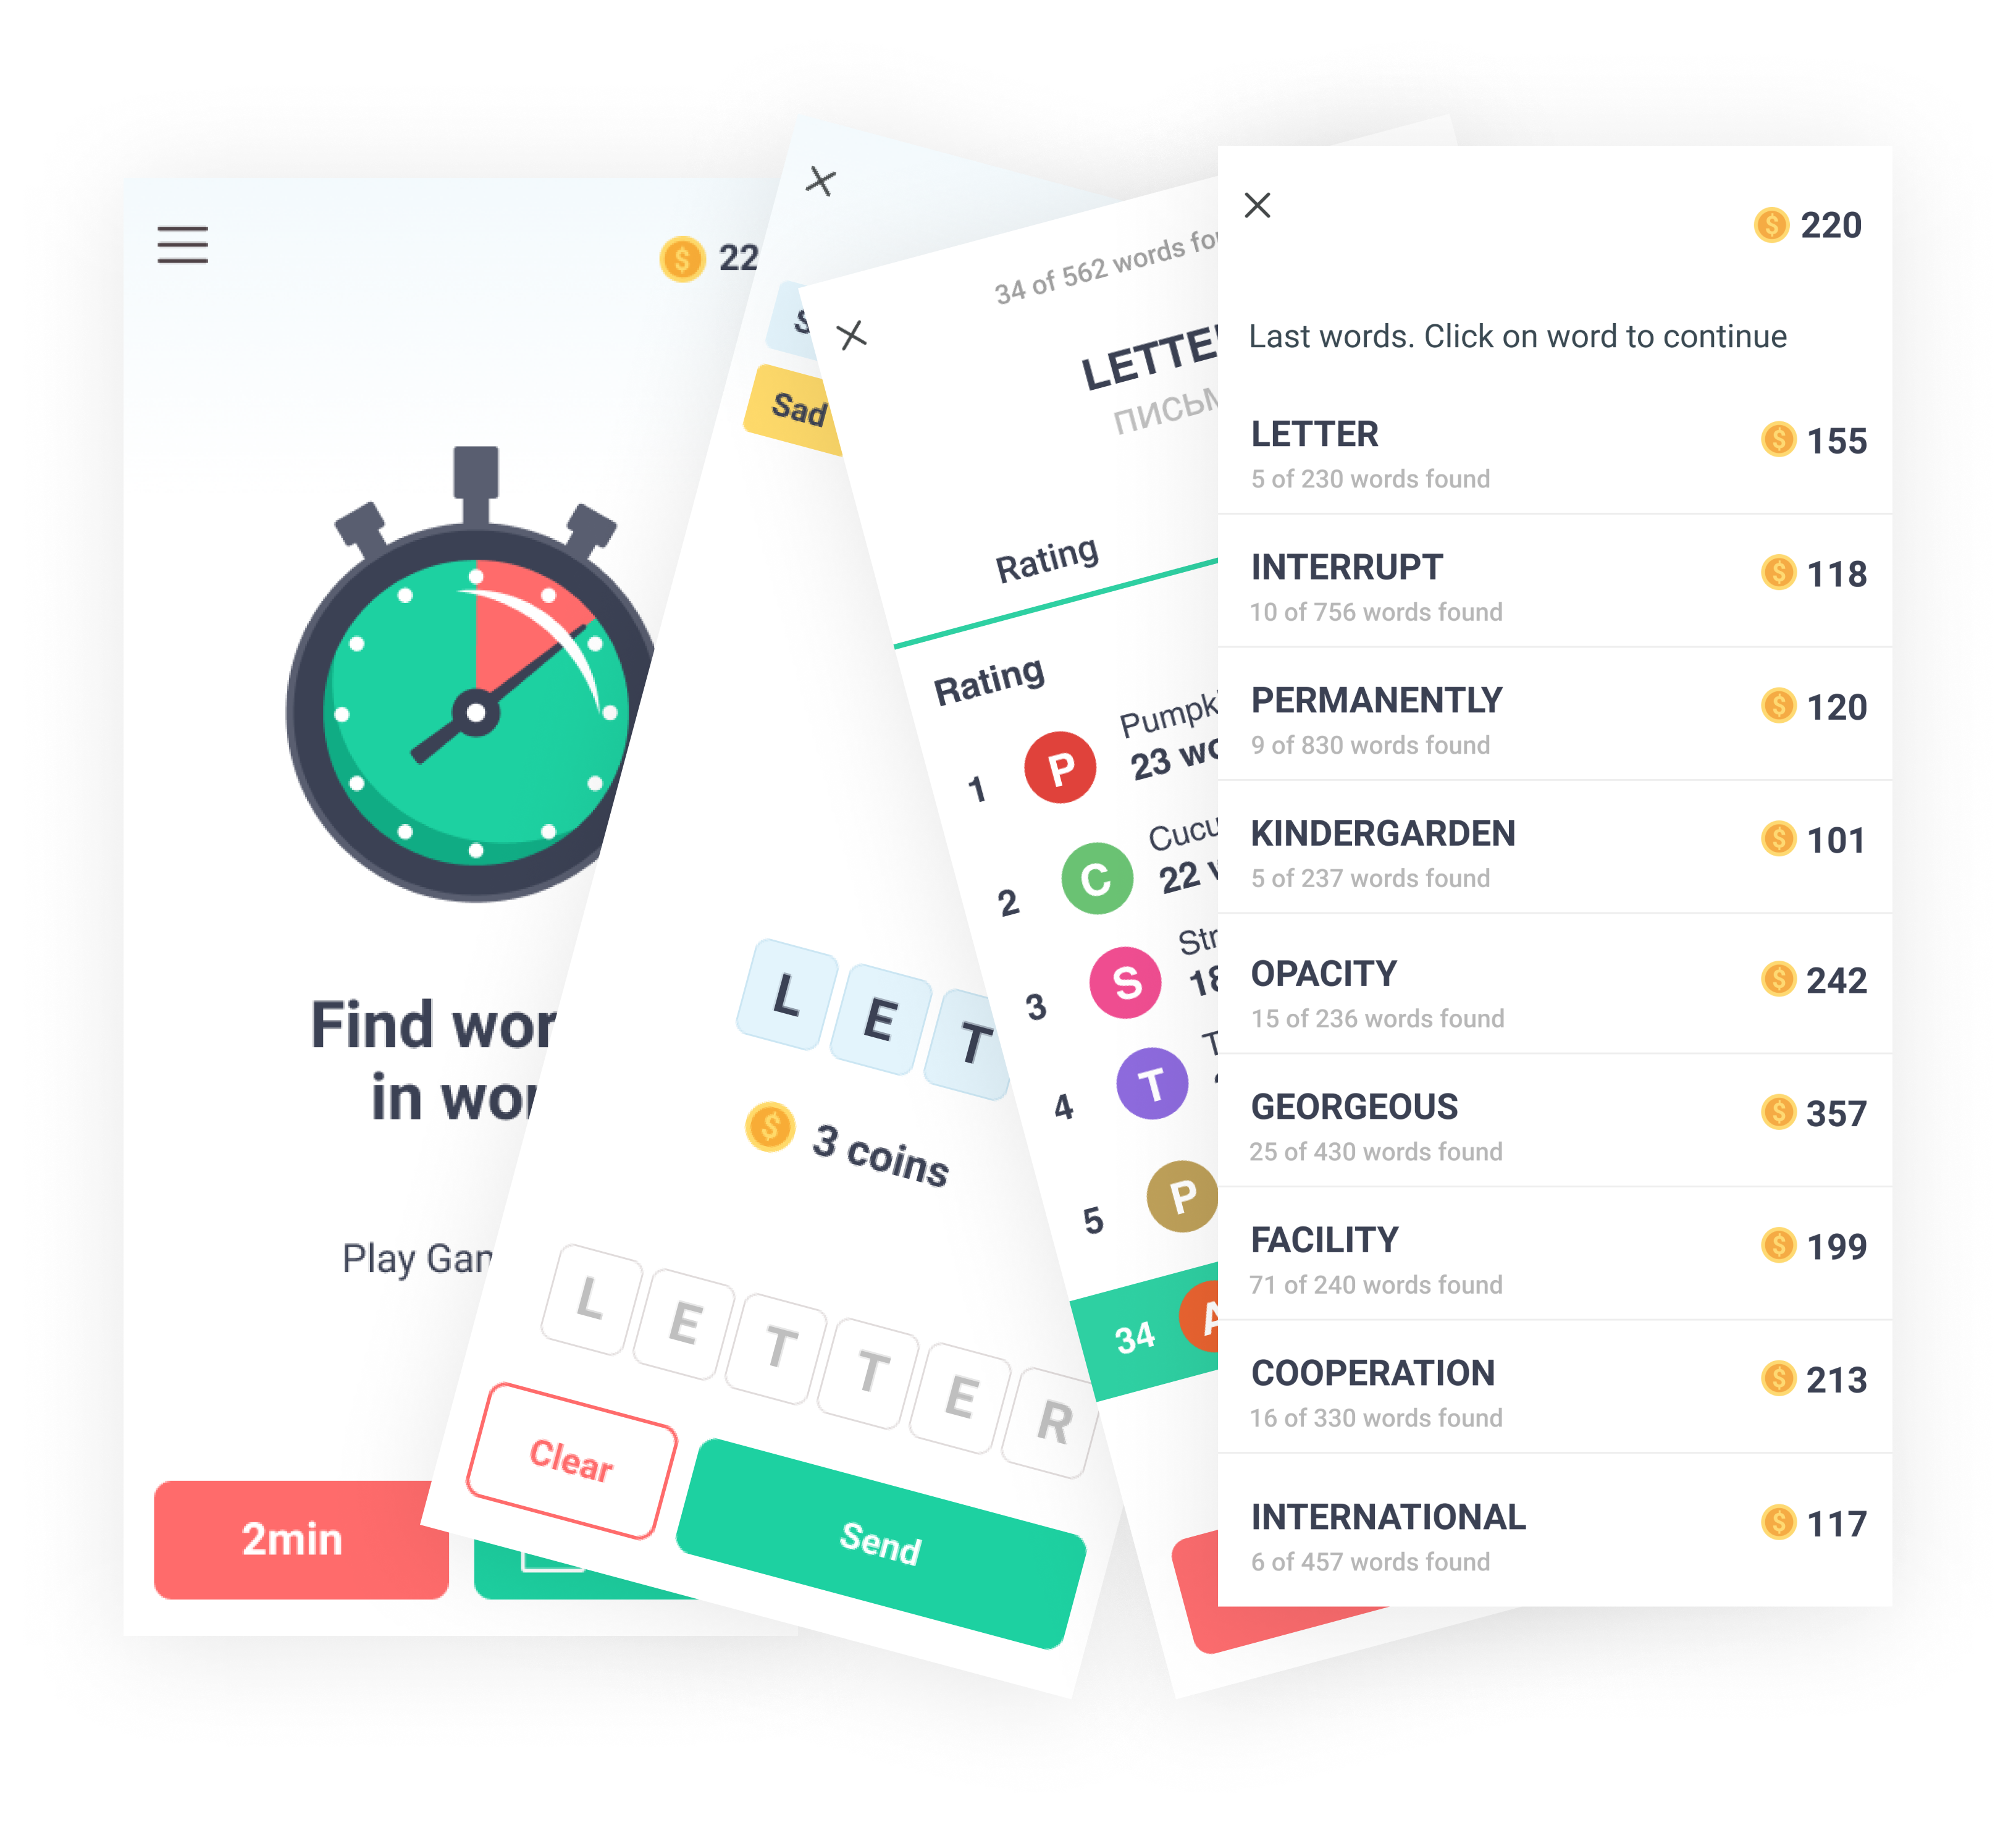 22
Find wor
in wor
Play Gan
2min
S
Sad
L E T
3 coins
L E T T E R
Clear
Send
34 of 562 words fou
LETTE
ПИСЬМ
Rating
Rating
1 P Pumpk
23 wo
2 C Cucu
22
3 S Str
18
4 T T
5 P
34 A
220
Last words. Click on word to continue
LETTER 155
5 of 230 words found
INTERRUPT 118
10 of 756 words found
PERMANENTLY 120
9 of 830 words found
KINDERGARDEN 101
5 of 237 words found
OPACITY 242
15 of 236 words found
GEORGEOUS 357
25 of 430 words found
FACILITY 199
71 of 240 words found
COOPERATION 213
16 of 330 words found
INTERNATIONAL 117
6 of 457 words found